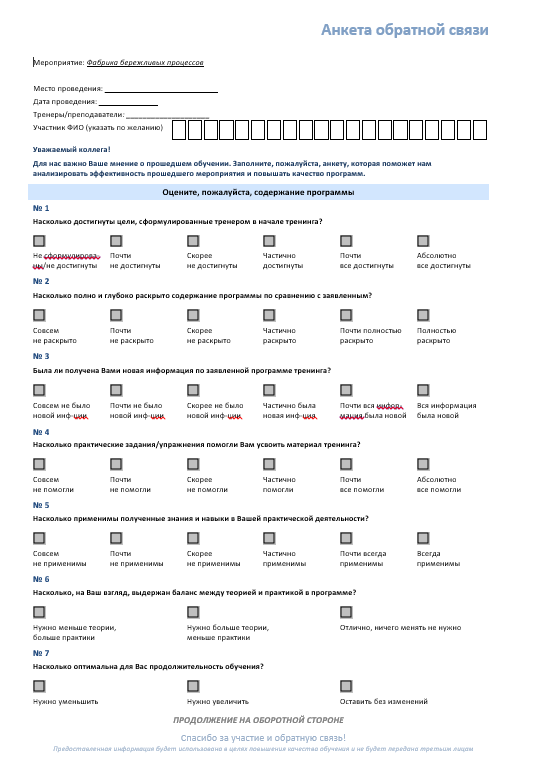 Анкета обратной связи
Мероприятие: Фабрика бережливых процессов
Место проведения:
Дата проведения:
Тренеры/преподаватели:
Участник ФИО (указать по желанию)
Уважаемый коллега!
Для нас важно Ваше мнение о прошедшем обучении. Заполните, пожалуйста, анкету, которая поможет нам
анализировать эффективность прошедшего мероприятия и повышать качество программ.
Оцените, пожалуйста, содержание программы
№ 1
Насколько достигнуты цели, сформулированные тренером в начале тренинга?
Не сформулирова- Почти Скорее Частично Почти Абсолютно
ны/не достигнуты не достигнуты не достигнуты достигнуты все достигнуты все достигнуты
№ 2
Насколько полно и глубоко раскрыто содержание программы по сравнению с заявленным?
Совсем Почти Скорее Частично Почти полностью Полностью
не раскрыто не раскрыто не раскрыто раскрыто раскрыто раскрыто
№ 3
Была ли получена Вами новая информация по заявленной программе тренинга?
Совсем не было Почти не было Скорее не было Частично была Почти вся инфор- Вся информация
новой инф-ции новой инф-ции новой инф-ции новая инф-ция мация была новой была новой
№ 4
Насколько практические задания/упражнения помогли Вам усвоить материал тренинга?
Совсем Почти Скорее Частично Почти Абсолютно
не помогли не помогли не помогли помогли все помогли все помогли
№ 5
Насколько применимы полученные знания и навыки в Вашей практической деятельности?
Совсем Почти Скорее Частично Почти всегда Всегда
не применимы не применимы не применимы применимы применимы применимы
№ 6
Насколько, на Ваш взгляд, выдержан баланс между теорией и практикой в программе?
Нужно меньше теории, Нужно больше теории, Отлично, ничего менять не нужно
больше практики меньше практики
№ 7
Насколько оптимальна для Вас продолжительность обучения?
Нужно уменьшить Нужно увеличить Оставить без изменений
ПРОДОЛЖЕНИЕ НА ОБОРОТНОЙ СТОРОНЕ
Спасибо за участие и обратную связь!
Предоставленная информация будет использована в целях повышения качества обучения и не будет передана третьим лицам